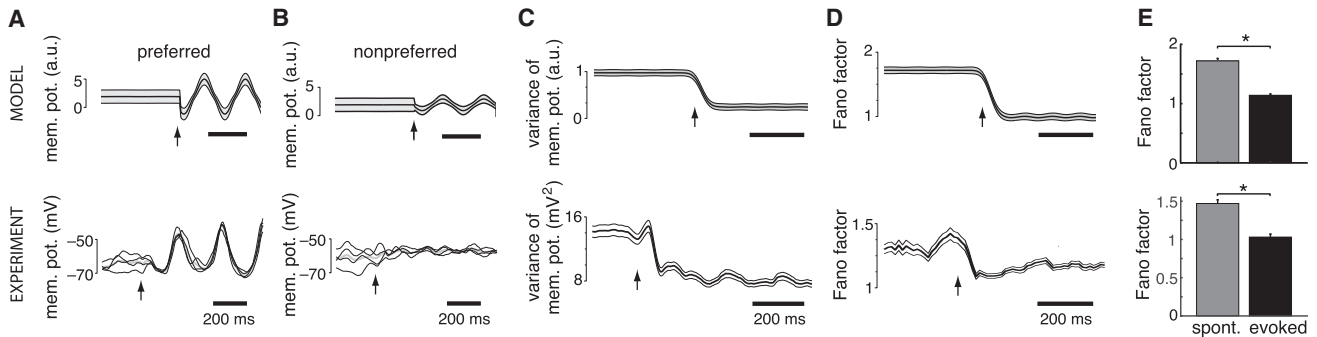 A
B
C
D
E
MODEL
EXPERIMENT
preferred
mem. pot. (a.u.)
5
0
nonpreferred
mem. pot. (a.u.)
5
0
variance of
mem. pot. (a.u.)
1
0
Fano factor
2
1
Fano factor
2
1
0
*
mem. pot. (mV)
−50
−70
200 ms
mem. pot. (mV)
−50
−70
200 ms
variance of
mem. pot. (mV²)
16
8
200 ms
Fano factor
1.5
1
200 ms
Fano factor
1.5
1
0.5
0
*
spont. evoked